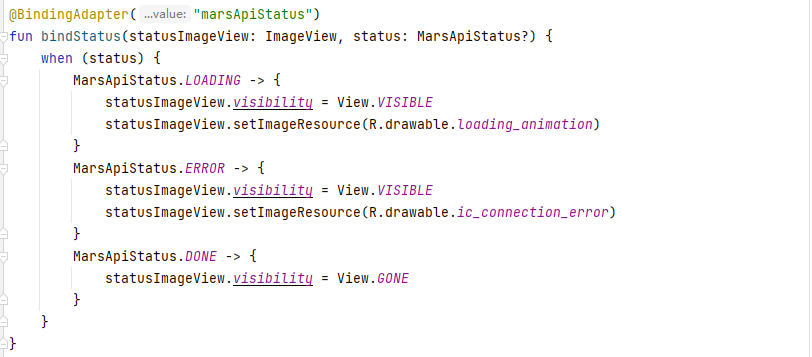 @BindingAdapter( ...value: "marsApiStatus")
fun bindStatus(statusImageView: ImageView, status: MarsApiStatus?) {
    when (status) {
        MarsApiStatus.LOADING -> {
            statusImageView.visibility = View.VISIBLE
            statusImageView.setImageResource(R.drawable.loading_animation)
        }
        MarsApiStatus.ERROR -> {
            statusImageView.visibility = View.VISIBLE
            statusImageView.setImageResource(R.drawable.ic_connection_error)
        }
        MarsApiStatus.DONE -> {
            statusImageView.visibility = View.GONE
        }
    }
}